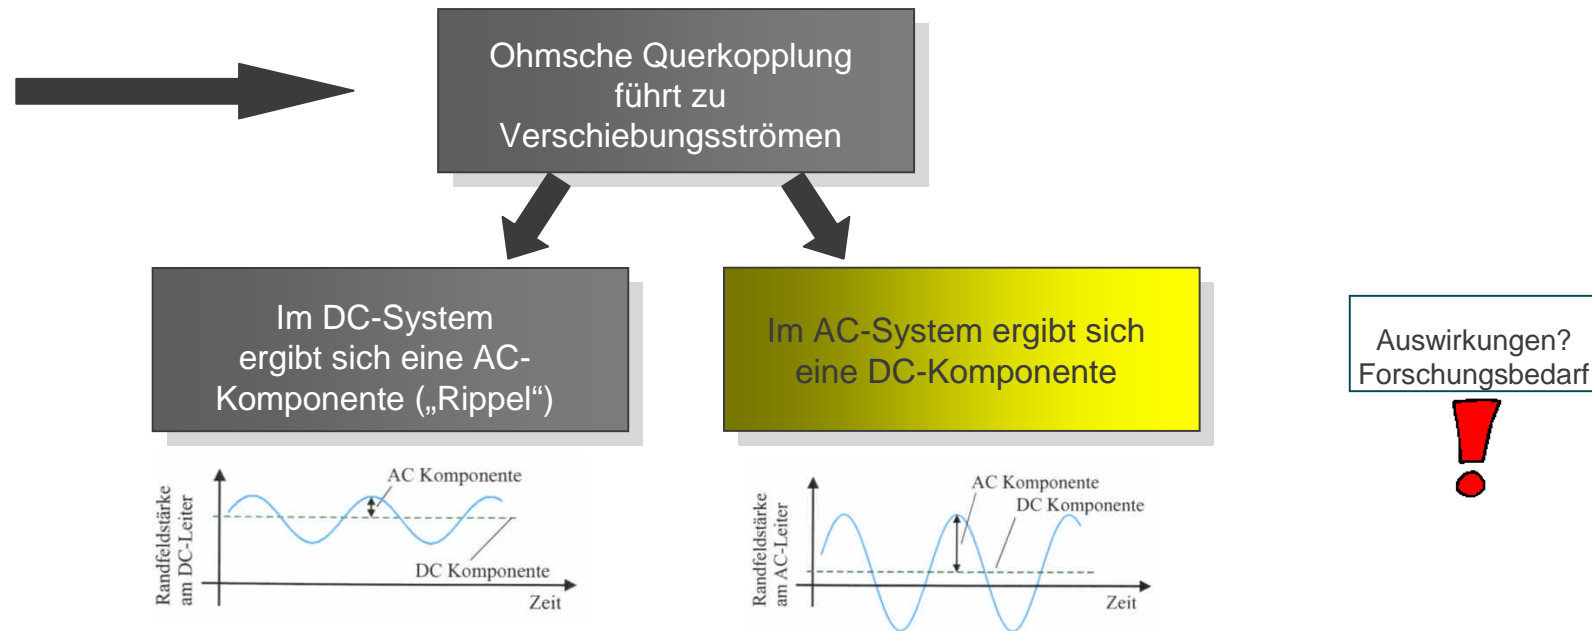 Ohmsche Querkopplung
führt zu
Verschiebungsströmen
Im DC-System
ergibt sich eine AC-
Komponente („Rippel“)
Im AC-System ergibt sich
eine DC-Komponente
Auswirkungen?
Forschungsbedarf
Randfeldstärke
am DC-Leiter
AC Komponente
DC Komponente
Zeit
Randfeldstärke
am AC-Leiter
AC Komponente
DC Komponente
Zeit